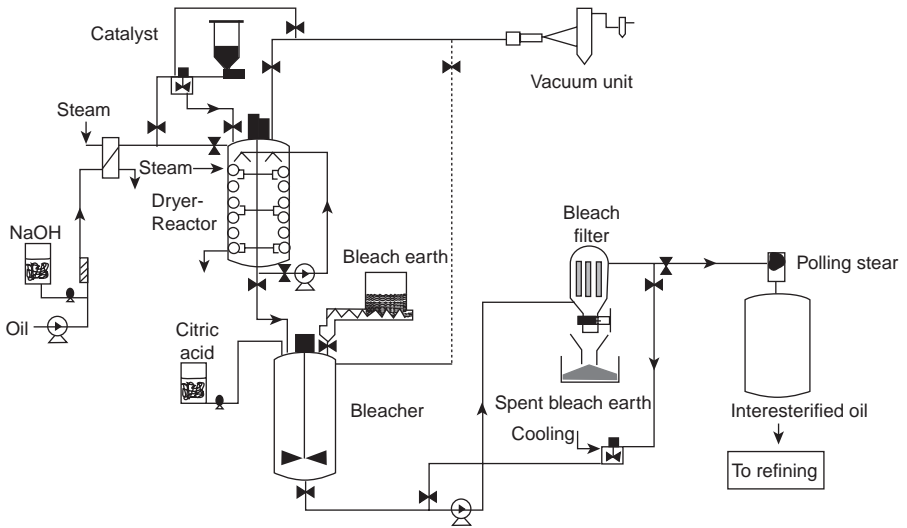 Catalyst
Vacuum unit
Steam
Steam
Dryer-
Reactor
NaOH
Oil
Bleach earth
Bleach
filter
Polling stear
Citric
acid
Bleacher
Spent bleach earth
Cooling
Interesterified oil
To refining